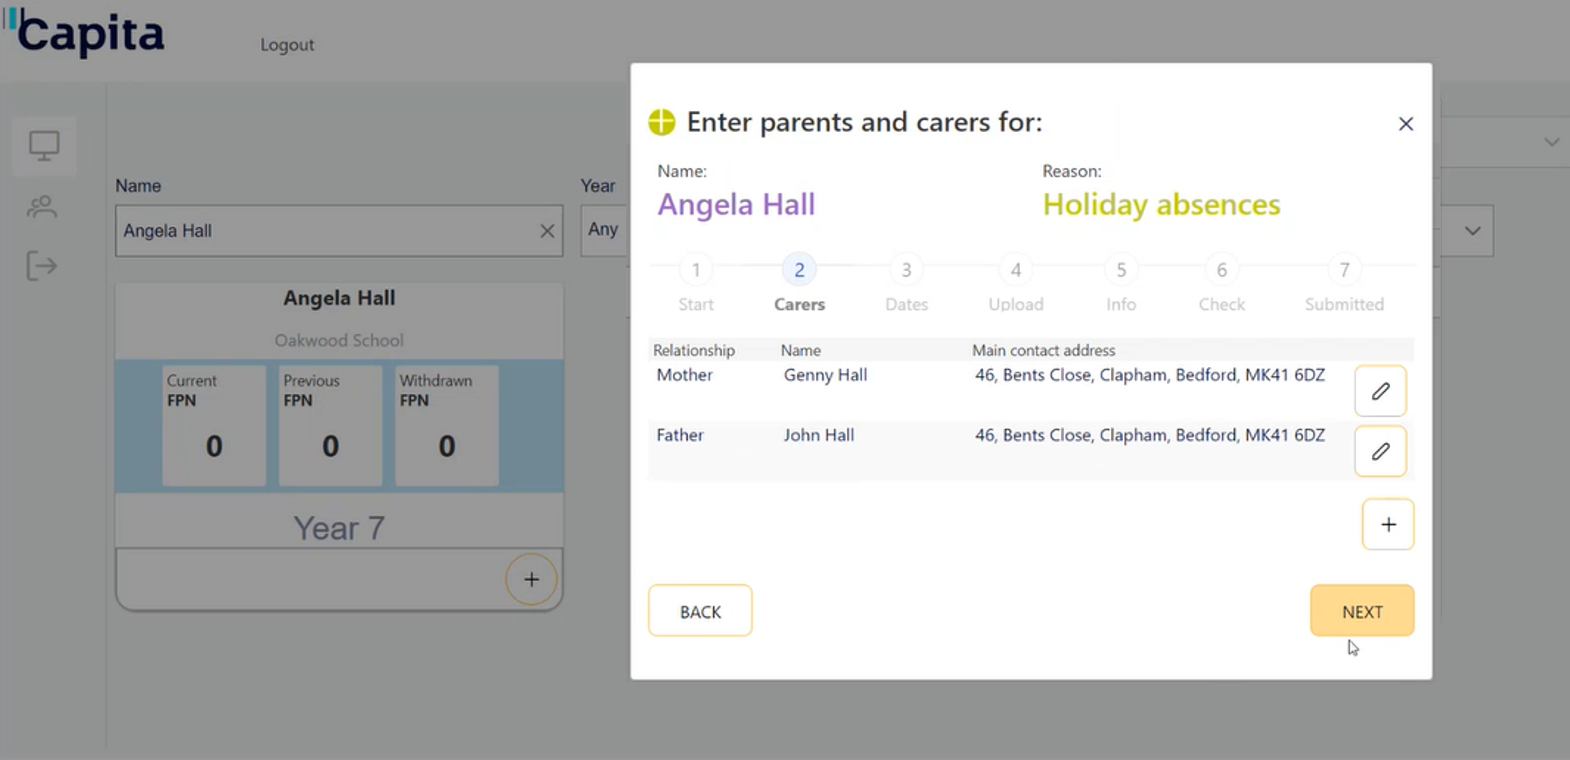 Capita
Logout
Name
Year
Angela Hall
Any
Angela Hall
Oakwood School
Current
FPN
0
Previous
FPN
0
Withdrawn
FPN
0
Year 7
+
Enter parents and carers for:
Name:
Reason:
Angela Hall
Holiday absences
1 2 3 4 5 6 7
Start Carers Dates Upload Info Check Submitted
Relationship Name Main contact address
Mother Genny Hall 46, Bents Close, Clapham, Bedford, MK41 6DZ
Father John Hall 46, Bents Close, Clapham, Bedford, MK41 6DZ
+
BACK
NEXT